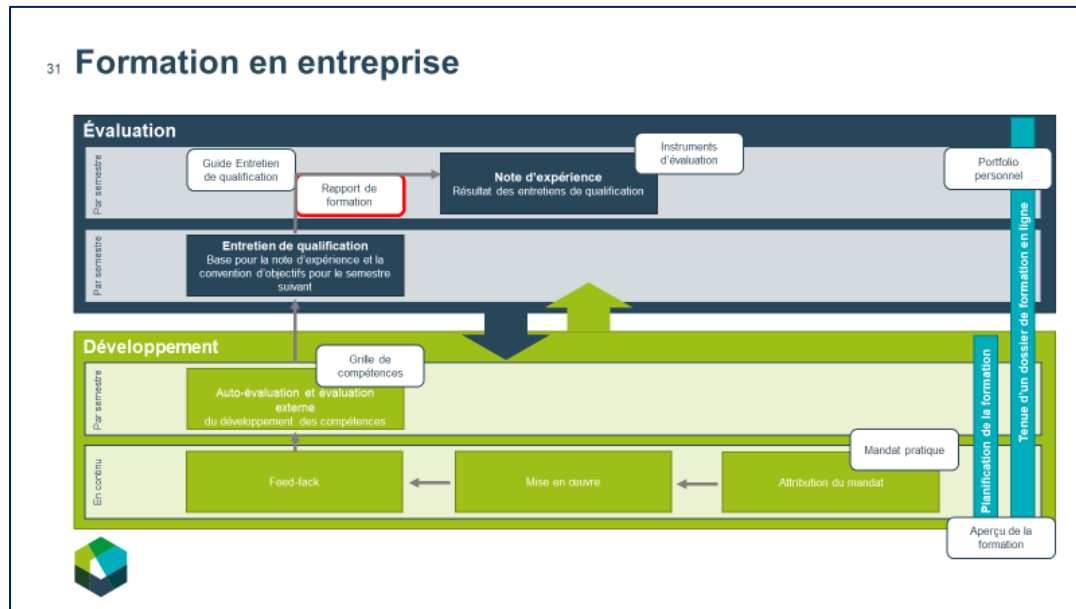 31 Formation en entreprise
Évaluation
Par semestre
Guide Entretien
de qualification
Rapport de
formation
Note d'expérience
Résultat des entretiens de qualification
Instruments
d'évaluation
Portfolio
personnel
Par semestre
Entretien de qualification
Base pour la note d'expérience et la
convention d'objectifs pour le semestre
suivant
Tenue d'un dossier de formation en ligne
Développement
Par semestre
Grille de
compétences
Auto-évaluation et évaluation
externe
du développement des compétences
Planification de la formation
En continu
Feed-fack
Mise en œuvre
Attribution du mandat
Mandat pratique
Aperçu de la
formation